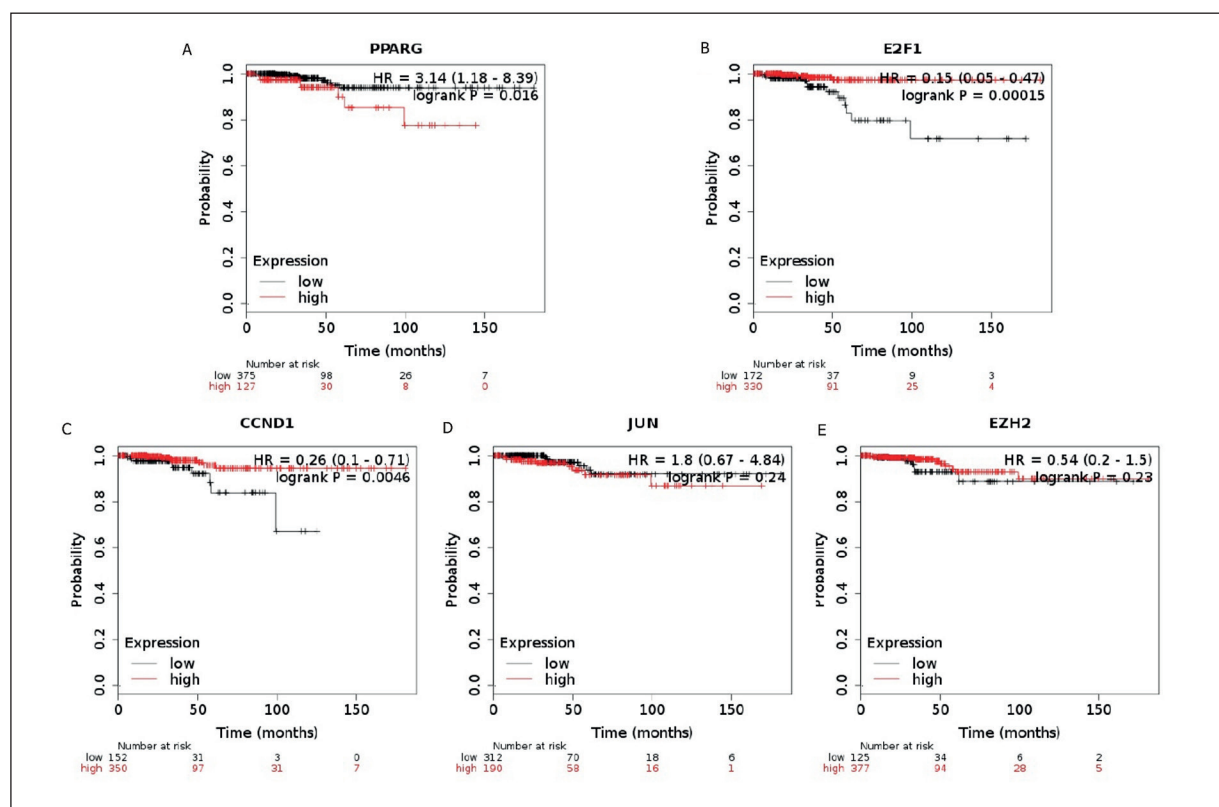 A
PPARG
HR = 3.14 (1.18 - 8.39)
logrank P = 0.016
Probability
0.0 0.2 0.4 0.6 0.8 1.0
Expression
low
high
0 50 100 150
Time (months)
Number at risk
low 375 98 26 7
high 127 30 8 0
B
E2F1
HR = 0.15 (0.05 - 0.47)
logrank P = 0.00015
Probability
0.0 0.2 0.4 0.6 0.8 1.0
Expression
low
high
0 50 100 150
Time (months)
Number at risk
low 172 37 9 3
high 330 91 25 4
C
CCND1
HR = 0.26 (0.1 - 0.71)
logrank P = 0.0046
Probability
0.0 0.2 0.4 0.6 0.8 1.0
Expression
low
high
0 50 100 150
Time (months)
Number at risk
low 152 31 3 0
high 350 97 31 7
D
JUN
HR = 1.8 (0.67 - 4.84)
logrank P = 0.24
Probability
0.0 0.2 0.4 0.6 0.8 1.0
Expression
low
high
0 50 100 150
Time (months)
Number at risk
low 312 70 18 6
high 190 58 16 1
E
EZH2
HR = 0.54 (0.2 - 1.5)
logrank P = 0.23
Probability
0.0 0.2 0.4 0.6 0.8 1.0
Expression
low
high
0 50 100 150
Time (months)
Number at risk
low 125 34 6 2
high 377 94 28 5